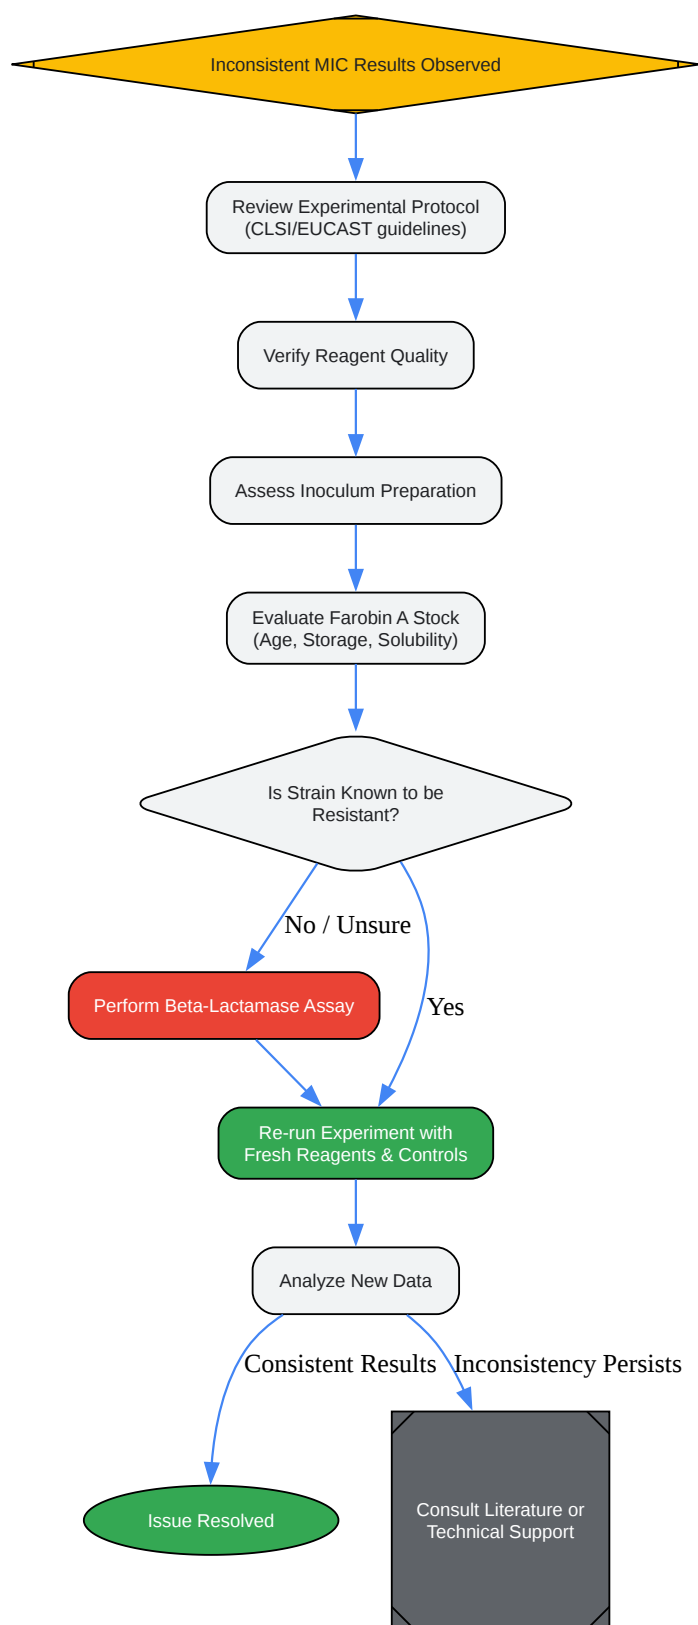 Inconsistent MIC Results Observed
Review Experimental Protocol
(CLSI/EUCAST guidelines)
Verify Reagent Quality
Assess Inoculum Preparation
Evaluate Farobin A Stock
(Age, Storage, Solubility)
Is Strain Known to be
Resistant?
No / Unsure
Perform Beta-Lactamase Assay
Yes
Re-run Experiment with
Fresh Reagents & Controls
Analyze New Data
Consistent Results
Inconsistency Persists
Issue Resolved
Consult Literature or
Technical Support